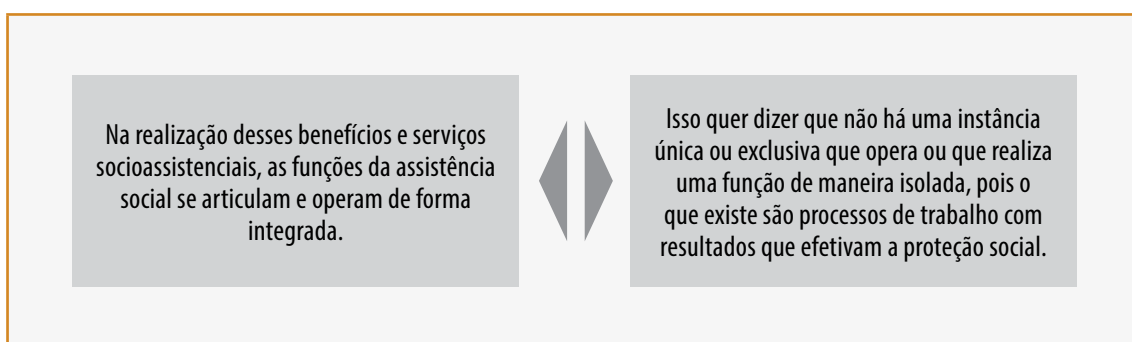 Na realização desses benefícios e serviços
socioassistenciais, as funções da assistência
social se articulam e operam de forma
integrada.
Isso quer dizer que não há uma instância
única ou exclusiva que opera ou que realiza
uma função de maneira isolada, pois o
que existe são processos de trabalho com
resultados que efetivam a proteção social.